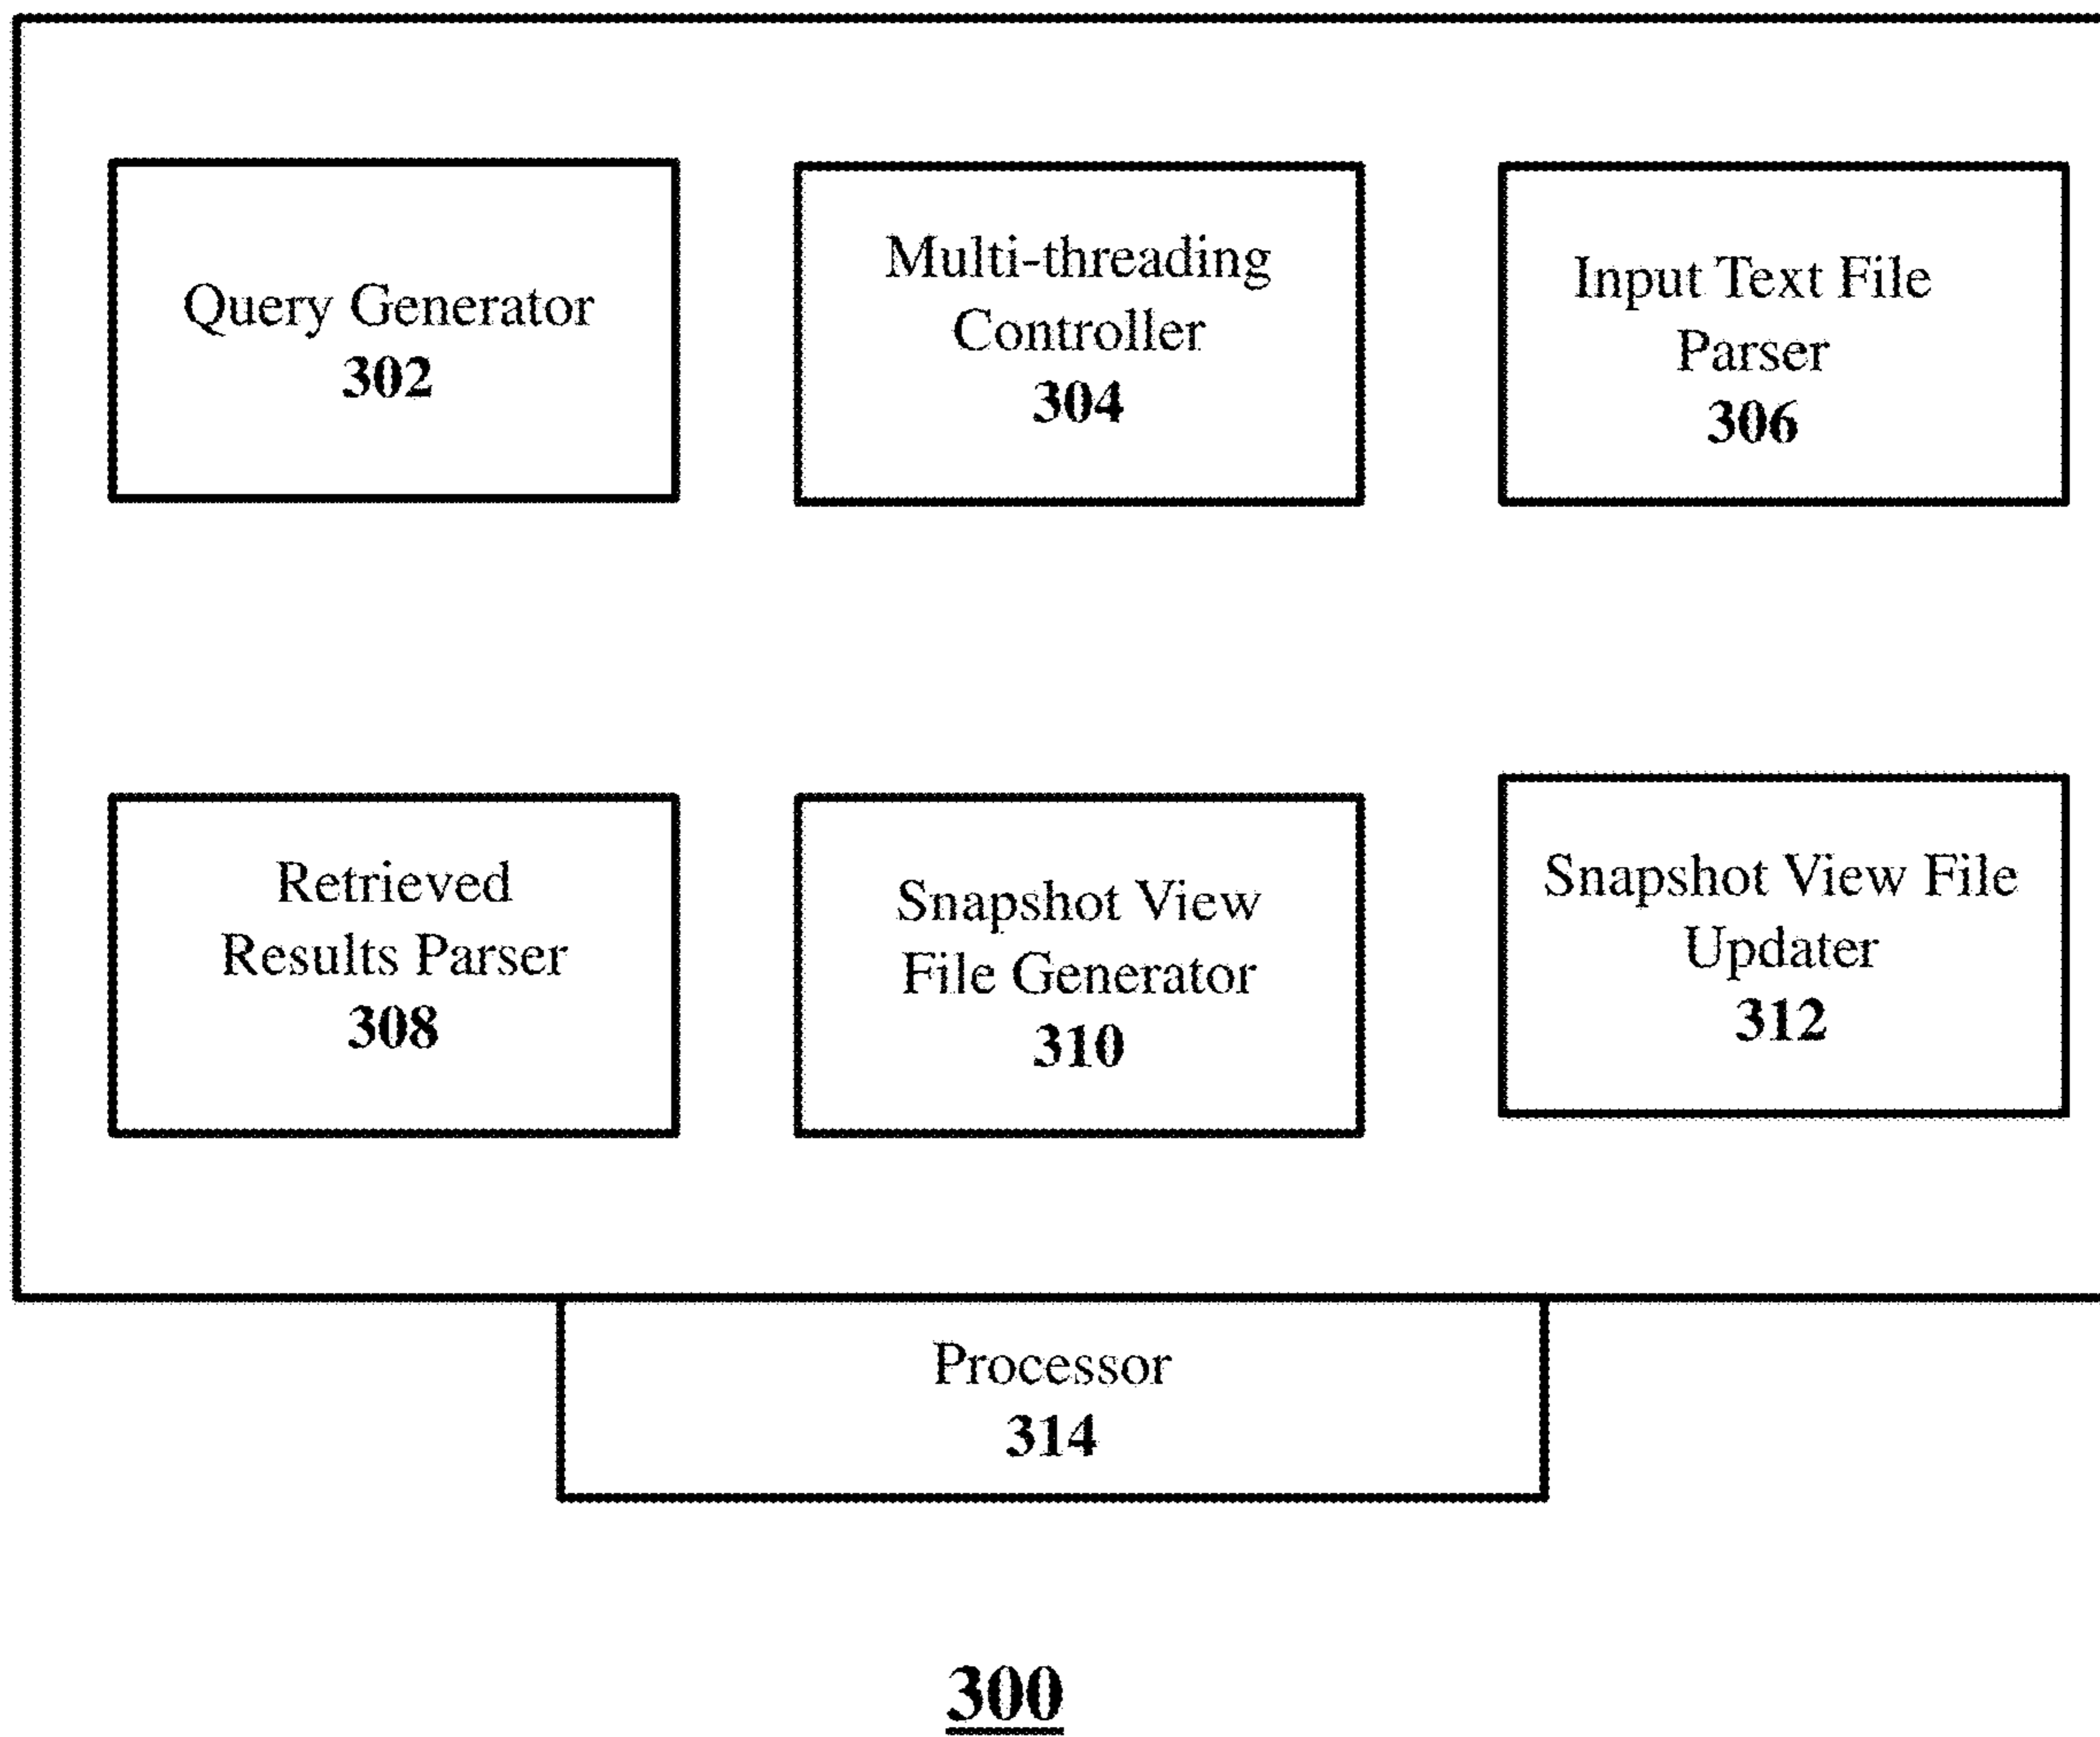 Query Generator
302
Multi-threading
Controller
304
Input Text File
Parser
306
Retrieved
Results Parser
308
Snapshot View
File Generator
310
Snapshot View File
Updater
312
Processor
314
300